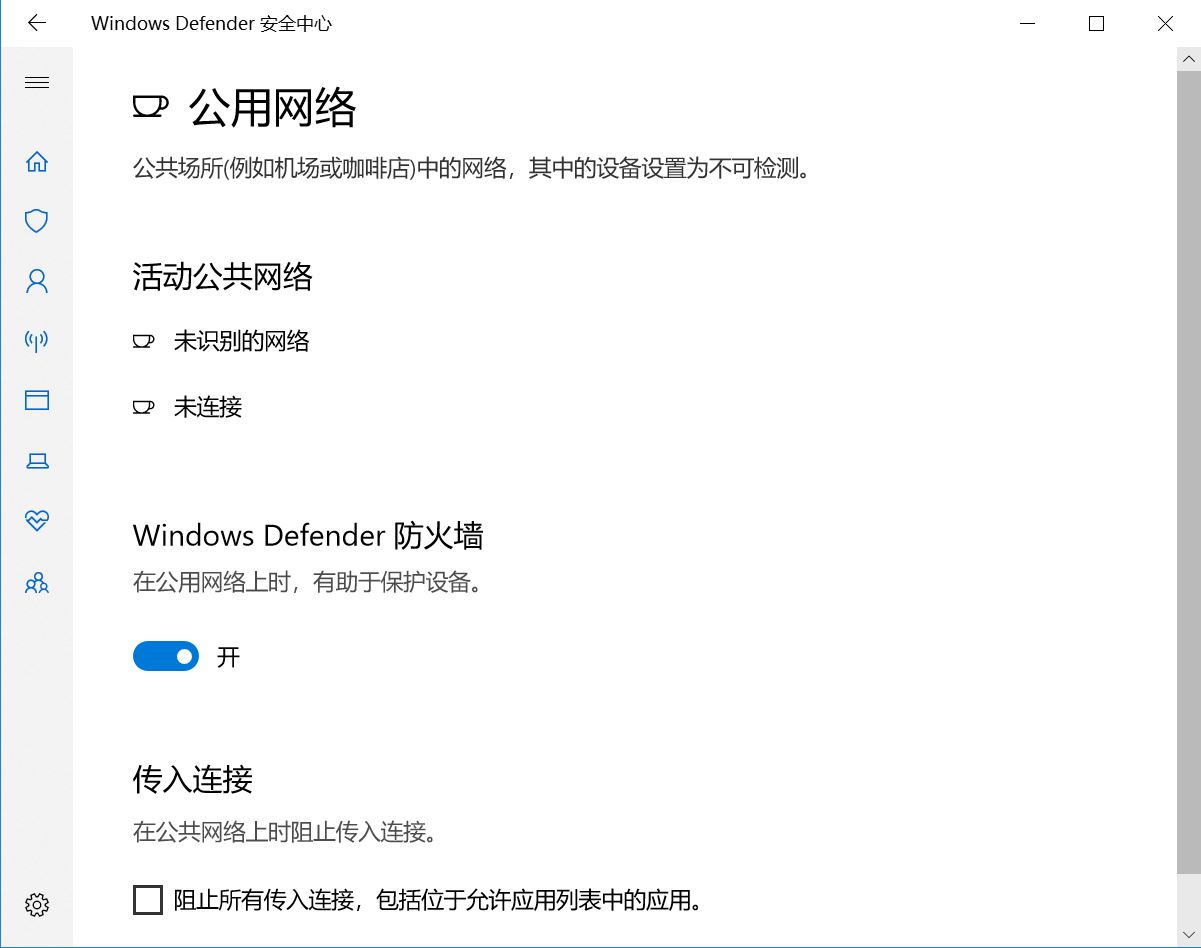 Windows Defender 安全中心
公用网络
公共场所(例如机场或咖啡店)中的网络，其中的设备设置为不可检测。
活动公共网络
未识别的网络
未连接
Windows Defender 防火墙
在公用网络上时，有助于保护设备。
开
传入连接
在公共网络上时阻止传入连接。
阻止所有传入连接，包括位于允许应用列表中的应用。